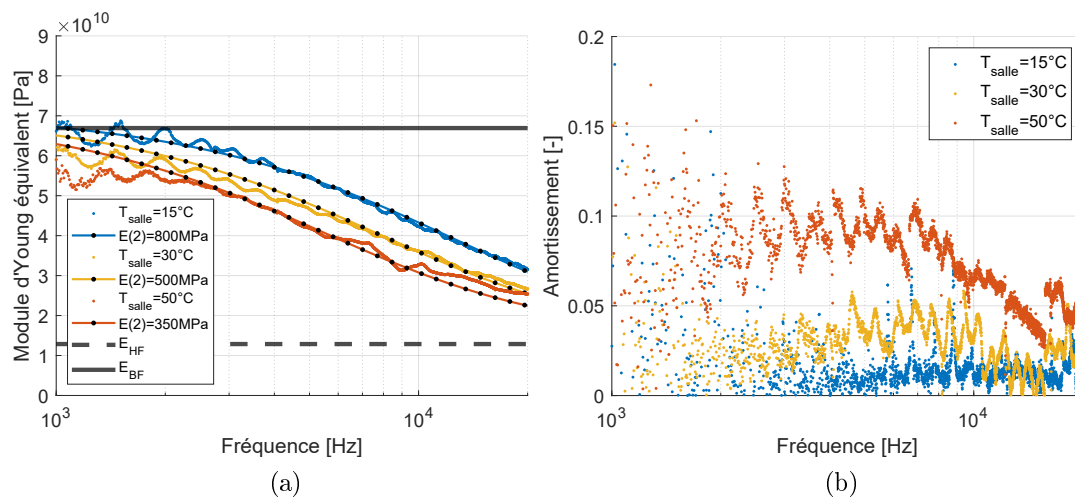 ×10^10
Module d'Young équivalent [Pa]
9
8
7
6
5
4
3
2
1
0
T_salle=15°C
E(2)=800MPa
T_salle=30°C
E(2)=500MPa
T_salle=50°C
E(2)=350MPa
E_HF
E_BF
10^3
10^4
Fréquence [Hz]
(a)
Amortissement [-]
0.2
0.15
0.1
0.05
0
T_salle=15°C
T_salle=30°C
T_salle=50°C
10^3
10^4
Fréquence [Hz]
(b)